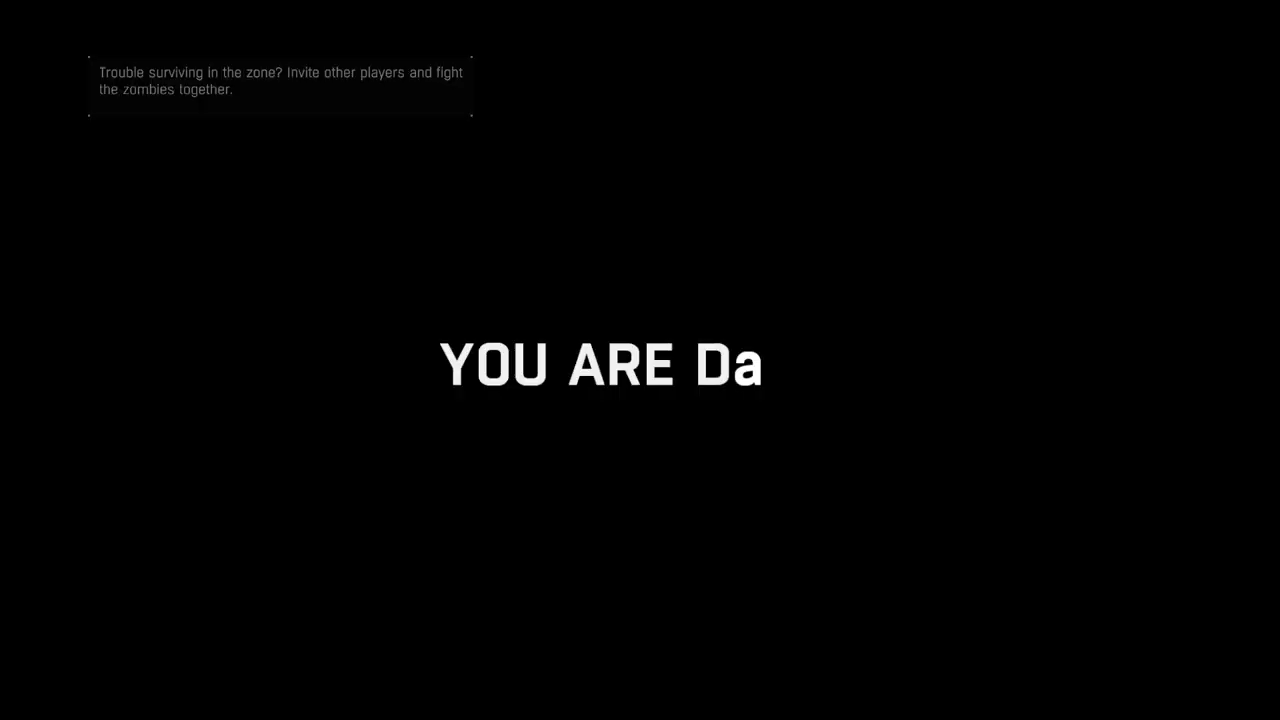 Trouble surviving in the zone? Invite other players and fight
the zombies together.
YOU ARE Da